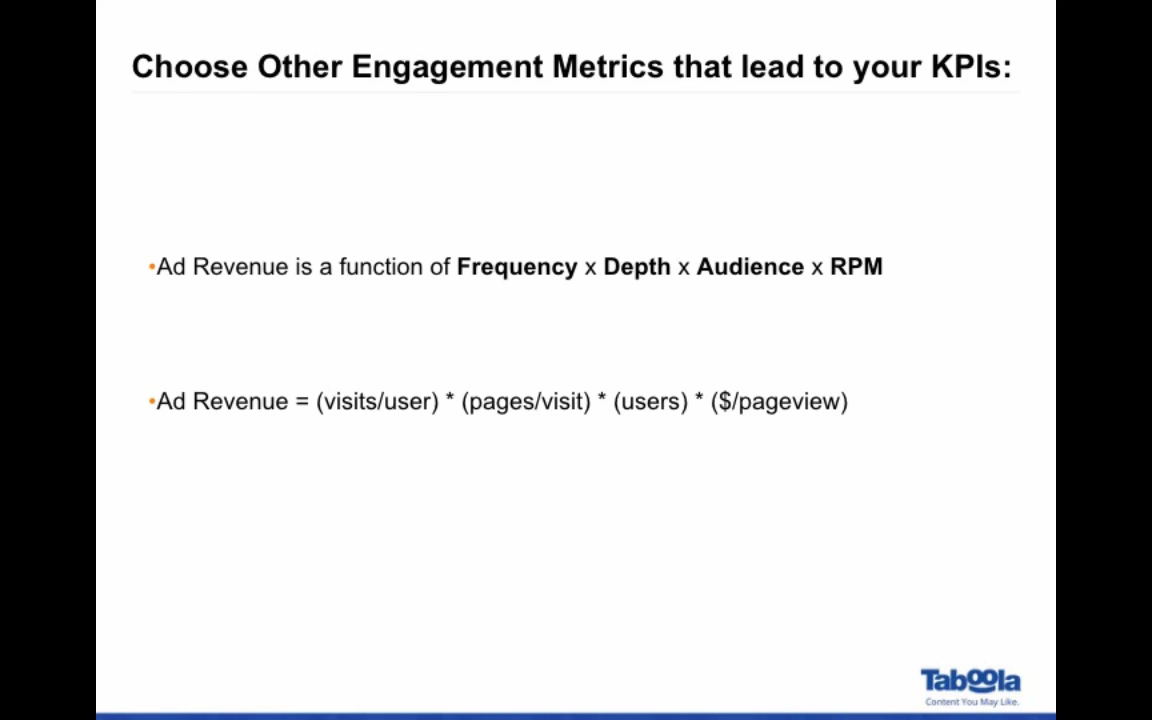 Choose Other Engagement Metrics that lead to your KPIs:
•Ad Revenue is a function of Frequency x Depth x Audience x RPM
•Ad Revenue = (visits/user) * (pages/visit) * (users) * ($/pageview)
Taboola
Content You May Like.